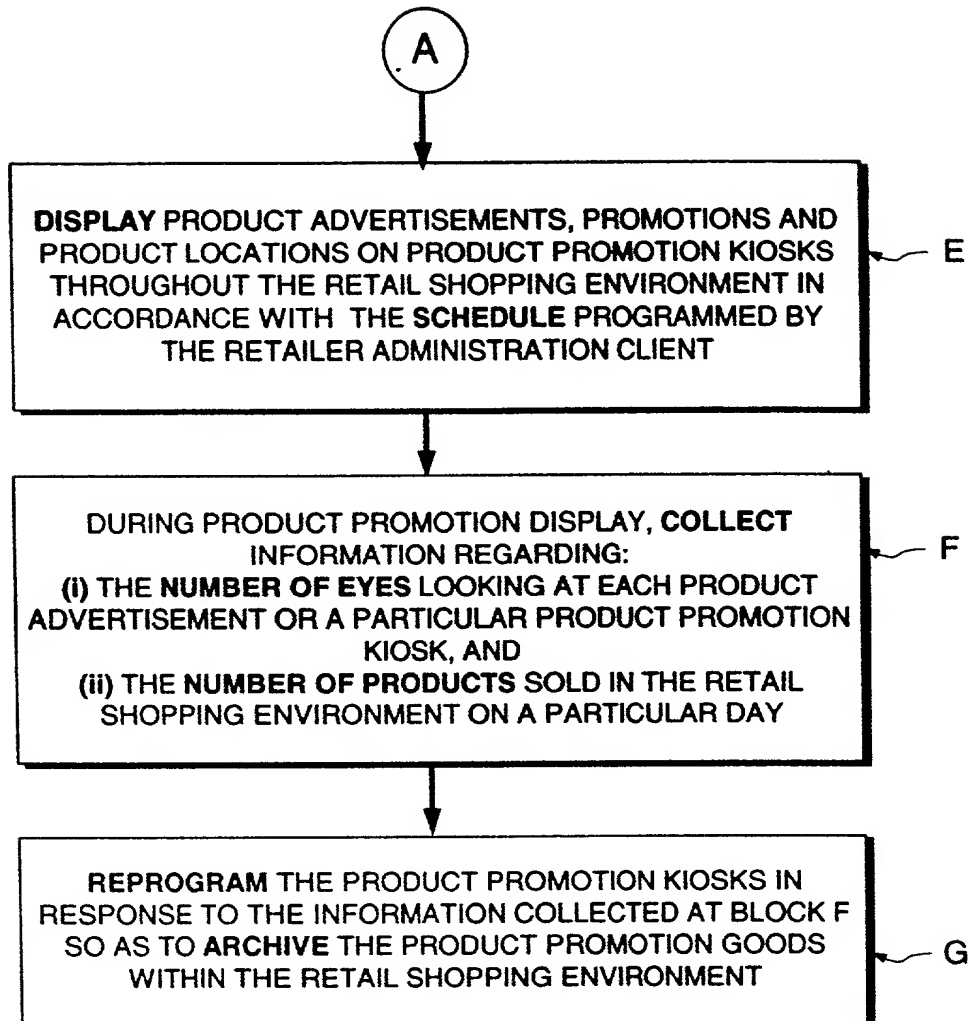 A
DISPLAY PRODUCT ADVERTISEMENTS, PROMOTIONS AND
PRODUCT LOCATIONS ON PRODUCT PROMOTION KIOSKS
THROUGHOUT THE RETAIL SHOPPING ENVIRONMENT IN
ACCORDANCE WITH THE SCHEDULE PROGRAMMED BY
THE RETAILER ADMINISTRATION CLIENT
E
DURING PRODUCT PROMOTION DISPLAY, COLLECT
INFORMATION REGARDING:
(i) THE NUMBER OF EYES LOOKING AT EACH PRODUCT
ADVERTISEMENT OR A PARTICULAR PRODUCT PROMOTION
KIOSK, AND
(ii) THE NUMBER OF PRODUCTS SOLD IN THE RETAIL
SHOPPING ENVIRONMENT ON A PARTICULAR DAY
F
REPROGRAM THE PRODUCT PROMOTION KIOSKS IN
RESPONSE TO THE INFORMATION COLLECTED AT BLOCK F
SO AS TO ARCHIVE THE PRODUCT PROMOTION GOODS
WITHIN THE RETAIL SHOPPING ENVIRONMENT
G